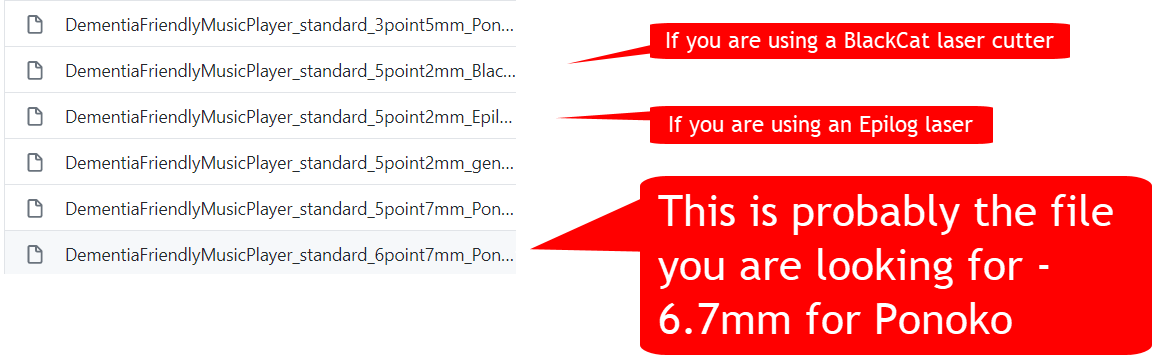 DementiaFriendlyMusicPlayer_standard_3point5mm_Pon...
If you are using a BlackCat laser cutter
DementiaFriendlyMusicPlayer_standard_5point2mm_Blac...
DementiaFriendlyMusicPlayer_standard_5point2mm_Epil...
If you are using an Epilog laser
DementiaFriendlyMusicPlayer_standard_5point2mm_gen...
DementiaFriendlyMusicPlayer_standard_5point7mm_Pon...
DementiaFriendlyMusicPlayer_standard_6point7mm_Pon...
This is probably the file
you are looking for -
6.7mm for Ponoko